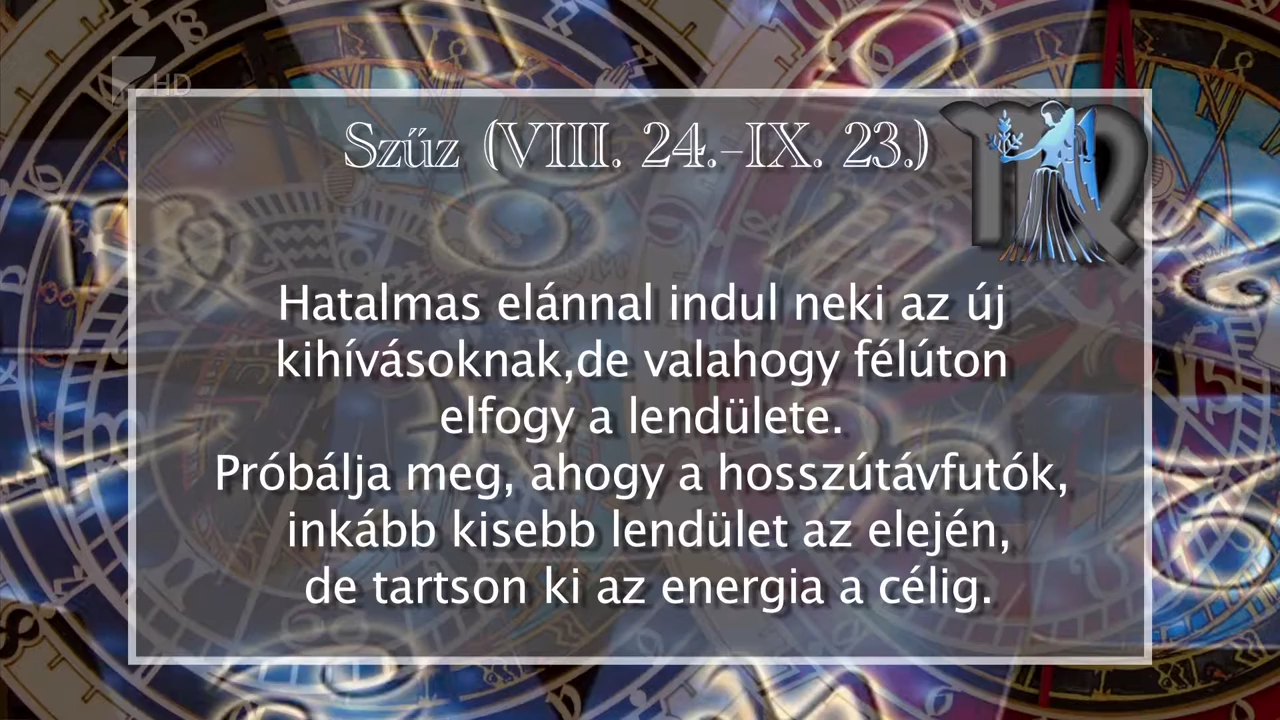 HD
Szűz (VIII. 24.-IX. 23.)
Hatalmas elánnal indul neki az új
kihívásoknak,de valahogy félúton
elfogy a lendülete.
Próbálja meg, ahogy a hosszútávfutók,
inkább kisebb lendület az elején,
de tartson ki az energia a célig.